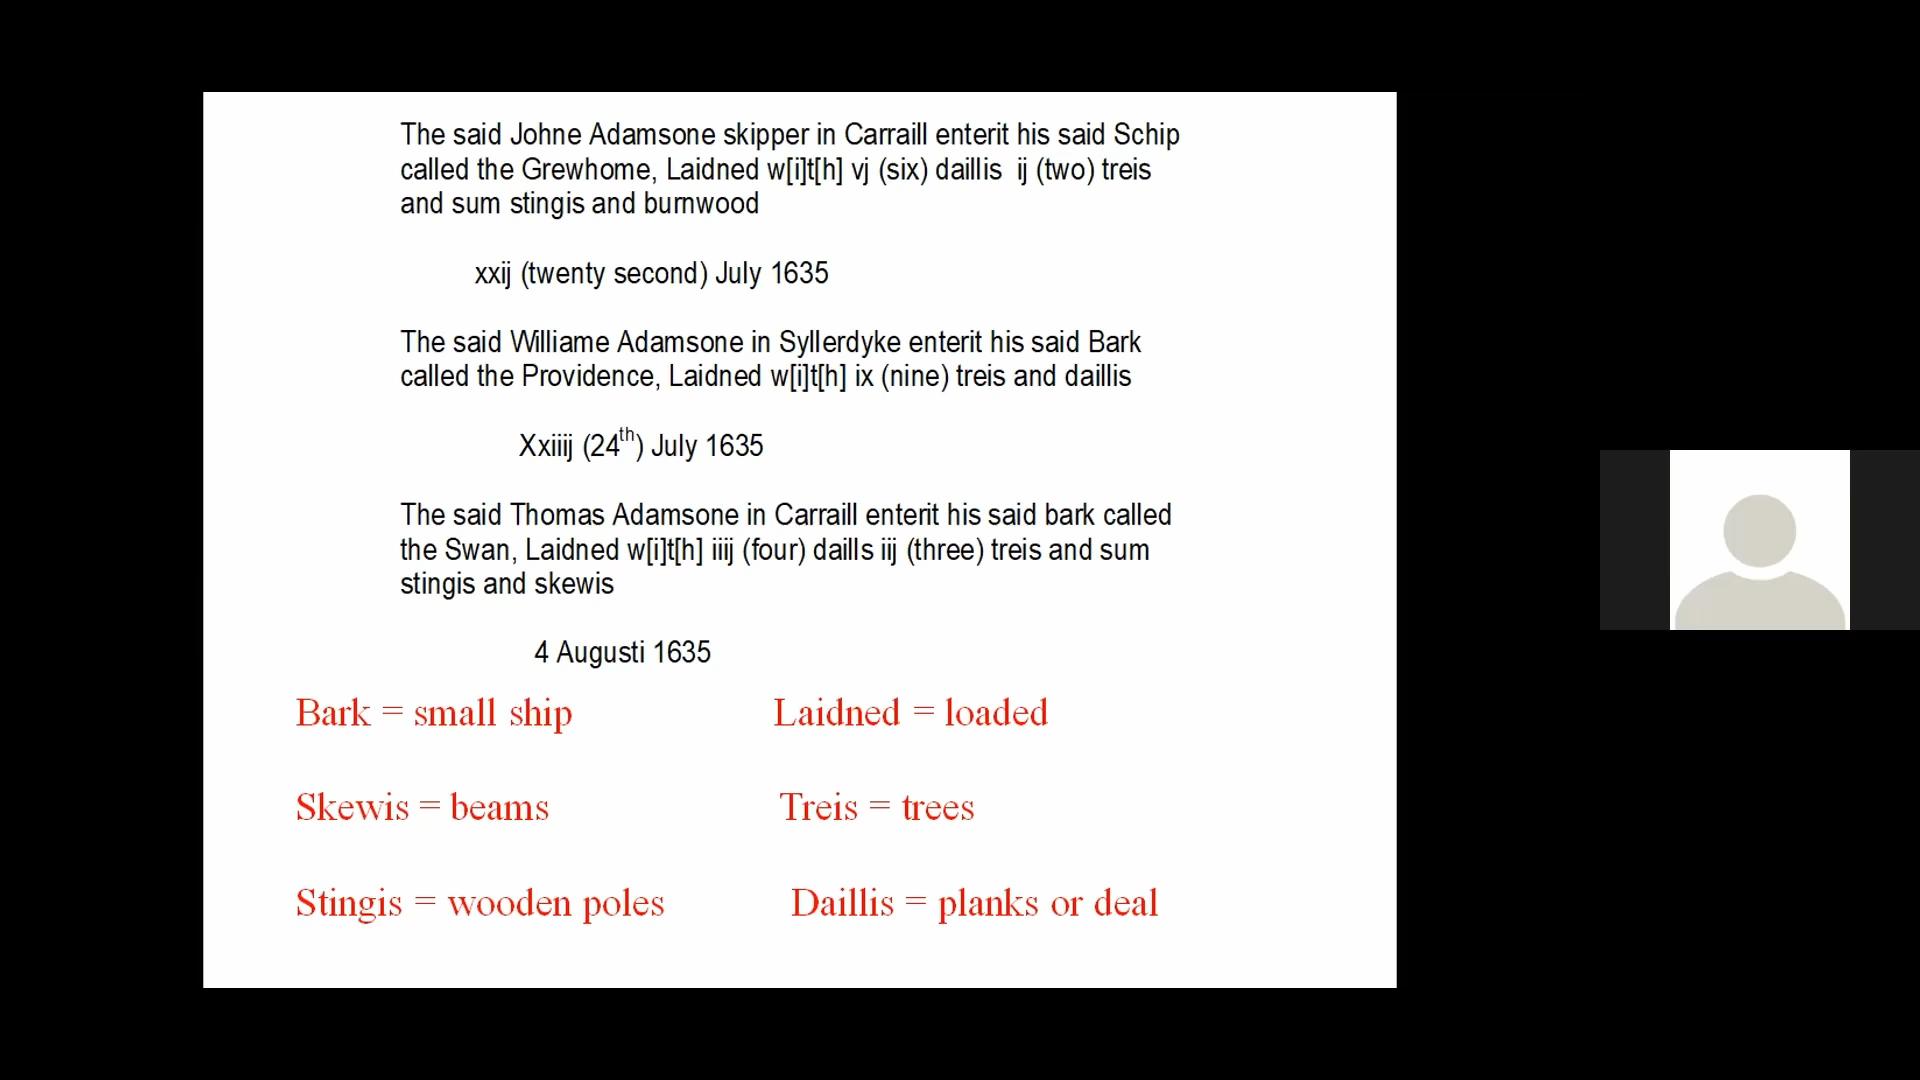 The said Johne Adamsone skipper in Carraill enterit his said Schip
called the Grewhome, Laidned w[i]t[h] vj (six) daillis ij (two) treis
and sum stingis and burnwood
xxij (twenty second) July 1635
The said Williame Adamsone in Syllerdyke enterit his said Bark
called the Providence, Laidned w[i]t[h] ix (nine) treis and daillis
Xxiiij (24th) July 1635
The said Thomas Adamsone in Carraill enterit his said bark called
the Swan, Laidned w[i]t[h] iiij (four) daills iij (three) treis and sum
stingis and skewis
4 Augusti 1635
Bark = small ship Laidned = loaded
Skewis = beams Treis = trees
Stingis = wooden poles Daillis = planks or deal